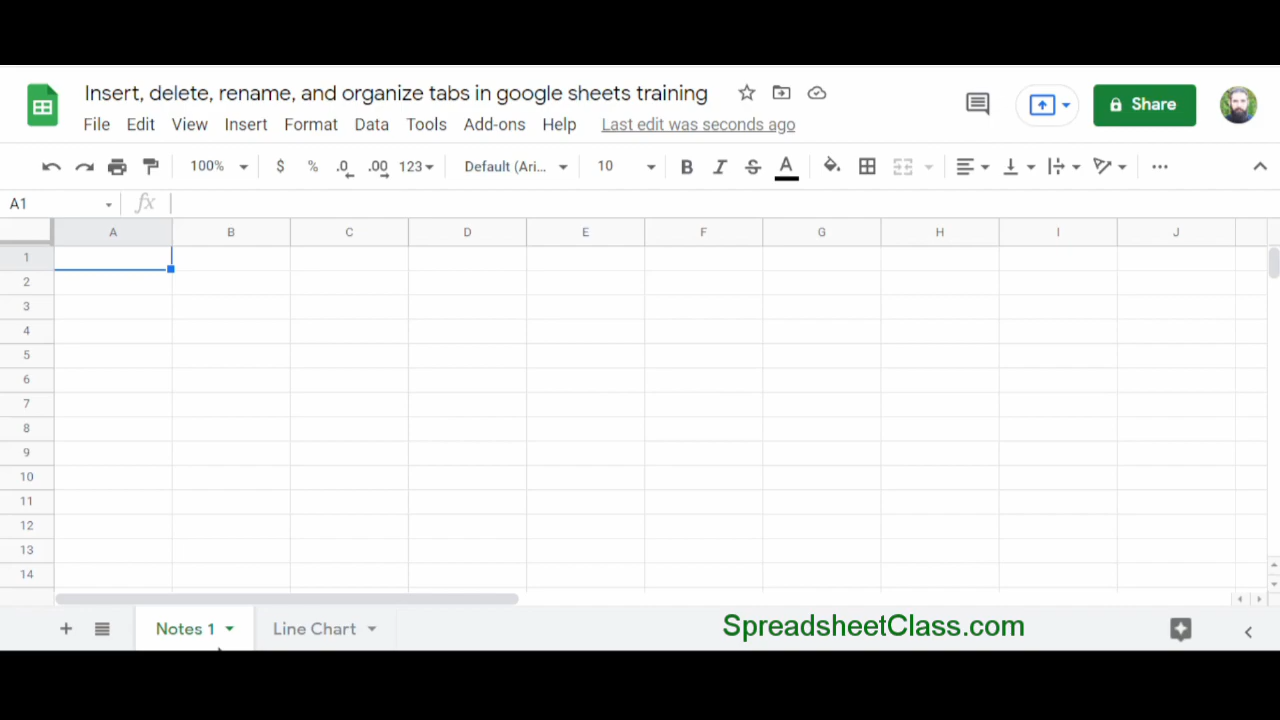 Insert, delete, rename, and organize tabs in google sheets training
File Edit View Insert Format Data Tools Add-ons Help Last edit was seconds ago
Share
100% $ % .0 .00 123 Default (Ari... 10 B I S A
A1 fx
A B C D E F G H I J
1
2
3
4
5
6
7
8
9
10
11
12
13
14
Notes 1 Line Chart SpreadsheetClass.com